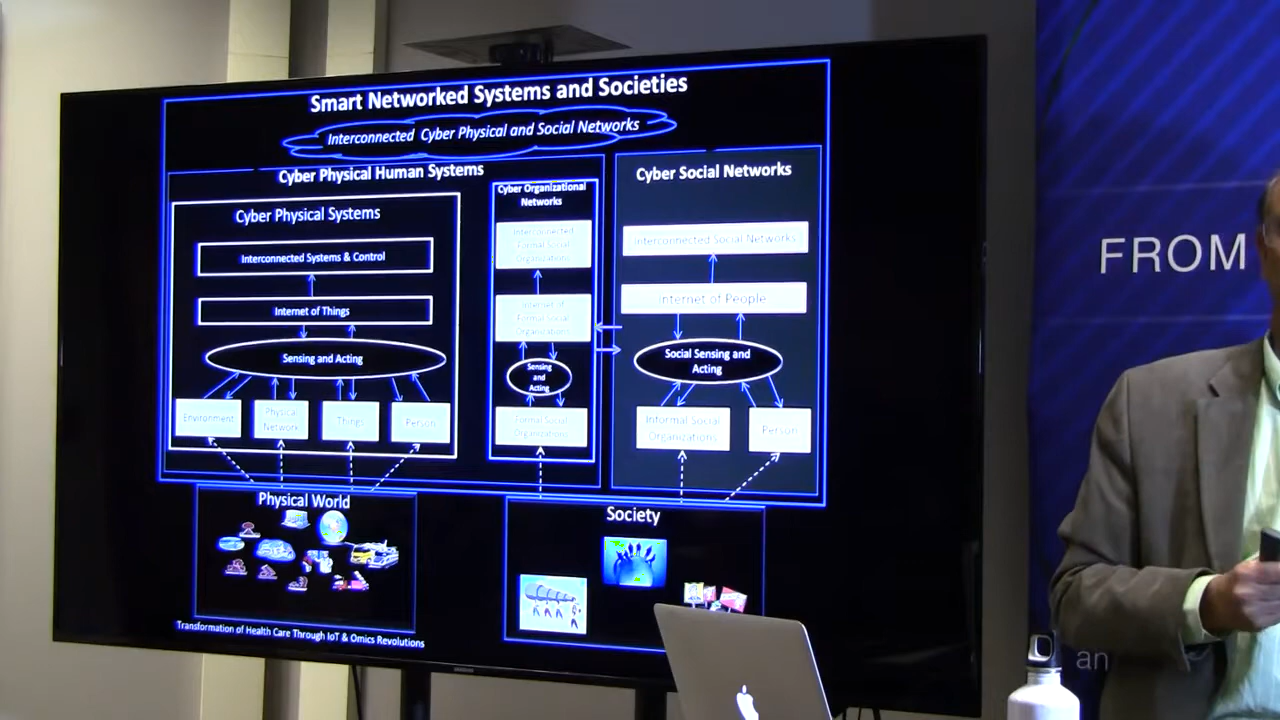 Smart Networked Systems and Societies
Interconnected Cyber Physical and Social Networks
Cyber Physical Human Systems
Cyber Physical Systems
Interconnected Systems & Control
Internet of Things
Sensing and Acting
Environment
Physical
Network
Things
Person
Cyber Organizational
Networks
Interconnected
Formal Social
Organizations
Internet of
Formal Social
Organizations
Sensing
and
Acting
Formal Social
Organizations
Cyber Social Networks
Interconnected Social Networks
Internet of People
Social Sensing and
Acting
Informal Social
Organizations
Person
Physical World
Society
Transformation of Health Care Through IoT & Omics Revolutions
FROM
an